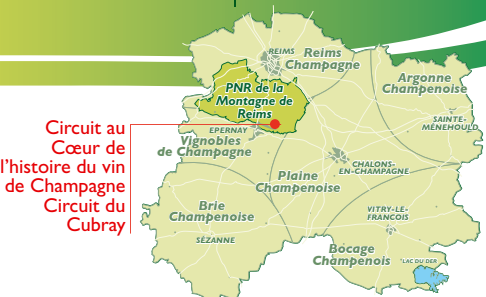 REIMS
Reims
Champagne
Argonne
Champenoise
PNR de la
Montagne de
Reims
SAINTE-
MÉNEHOULD
EPERNAY
Vignobles
de Champagne
Circuit au
Cœur de
l'histoire du vin
de Champagne
Circuit du
Cubray
CHALONS-
EN-CHAMPAGNE
Plaine
Champenoise
Brie
Champenoise
VITRY-LE-
FRANCOIS
SÉZANNE
Bocage
Champenois
LAC DU DER